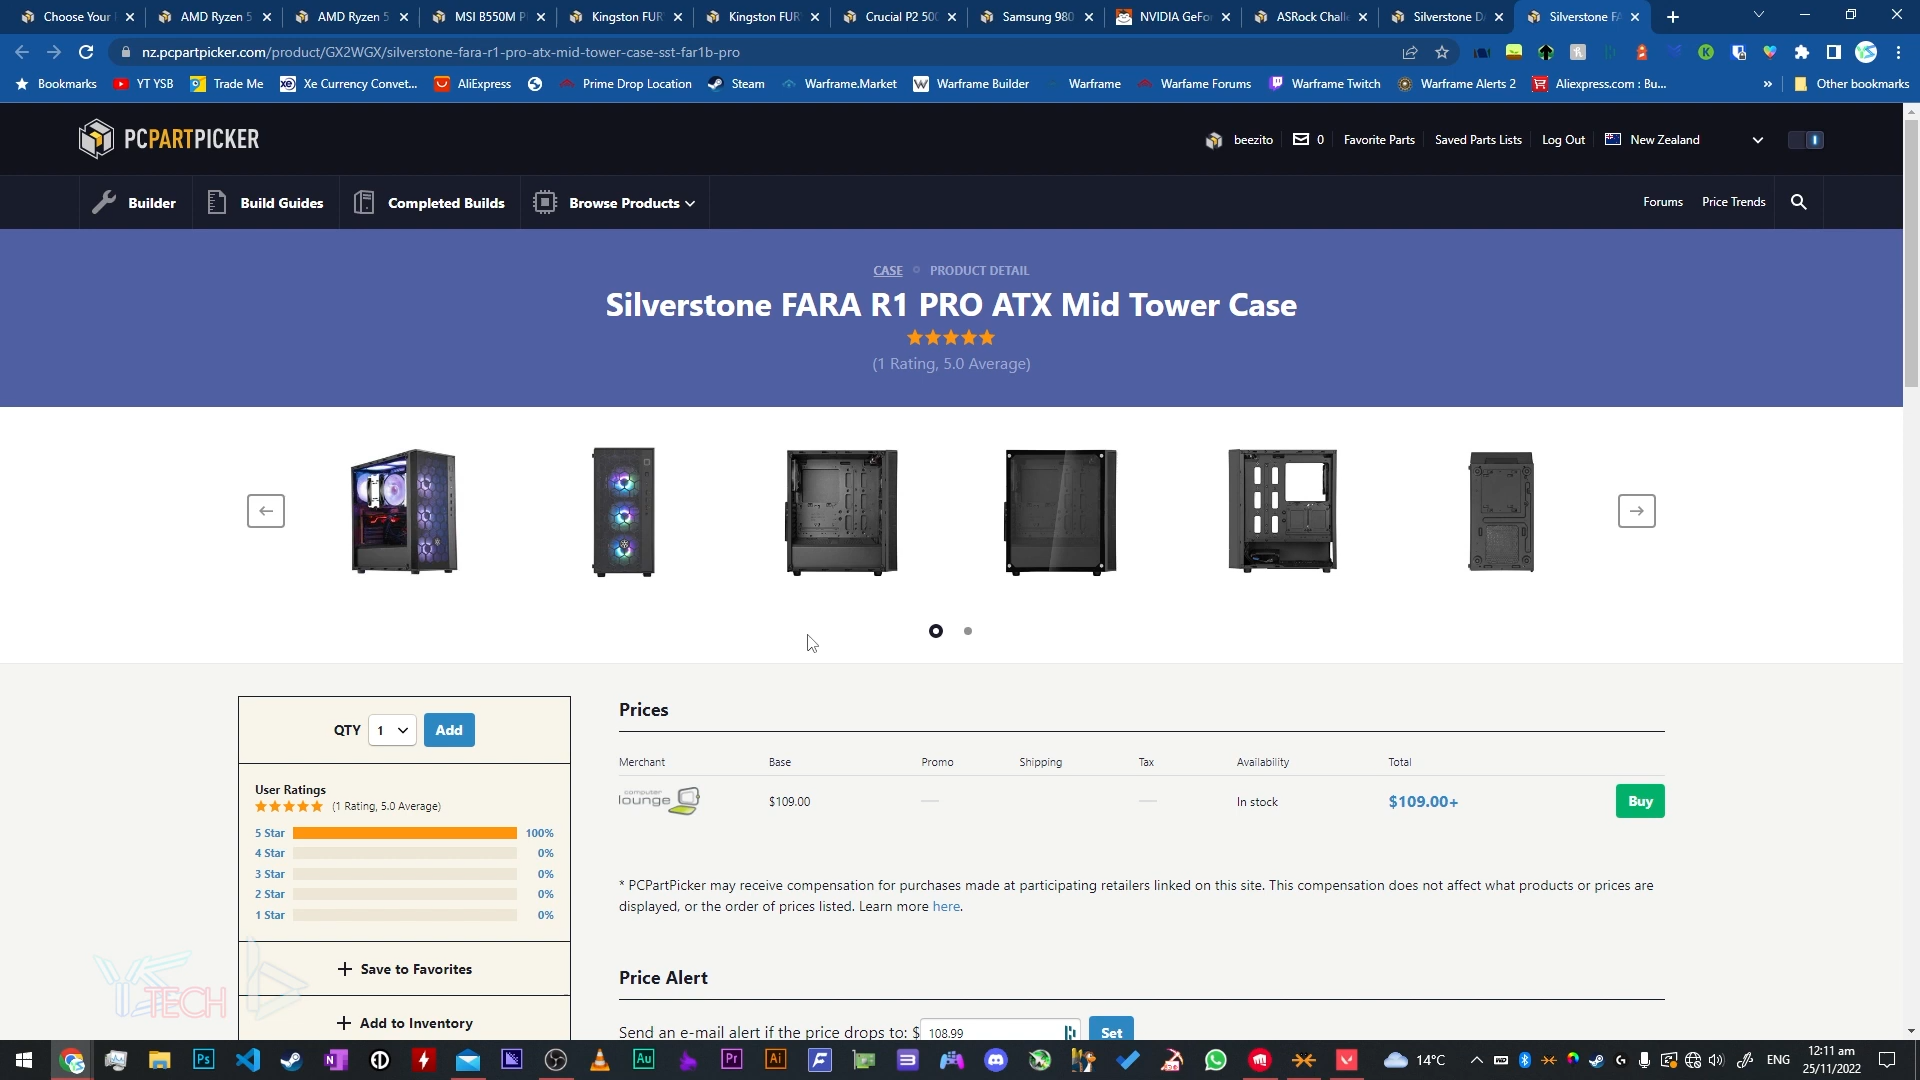 Choose Your
AMD Ryzen 5
AMD Ryzen 5
MSI B550M P
Kingston FUR
Kingston FUR
Crucial P2 500
Samsung 980
NVIDIA GeFo
ASRock Challe
Silverstone
Silverstone FA
nz.pcpartpicker.com/product/GX2WGX/silverstone-fara-r1-pro-atx-mid-tower-case-sst-far1b-pro
Bookmarks
YT YSB
Trade Me
Xe Currency Convet...
AliExpress
Prime Drop Location
Steam
Warframe.Market
Warframe Builder
Warframe
Warfame Forums
Warframe Twitch
Warframe Alerts 2
Aliexpress.com : Bu...
»
Other bookmarks
PCPARTPICKER
beezito
0
Favorite Parts
Saved Parts Lists
Log Out
New Zealand
Builder
Build Guides
Completed Builds
Browse Products
Forums
Price Trends
CASE
PRODUCT DETAIL
Silverstone FARA R1 PRO ATX Mid Tower Case
(1 Rating, 5.0 Average)
QTY
1
Add
User Ratings
(1 Rating, 5.0 Average)
5 Star 100%
4 Star 0%
3 Star 0%
2 Star 0%
1 Star 0%
Save to Favorites
Add to Inventory
Prices
Merchant Base Promo Shipping Tax Availability Total
computer lounge $109.00 — — In stock $109.00+ Buy
* PCPartPicker may receive compensation for purchases made at participating retailers linked on this site. This compensation does not affect what products or prices are
displayed, or the order of prices listed. Learn more here.
Price Alert
Send an e-mail alert if the price drops to: $ 108.99 Set
TECH
14°C
ENG
12:11 am
25/11/2022